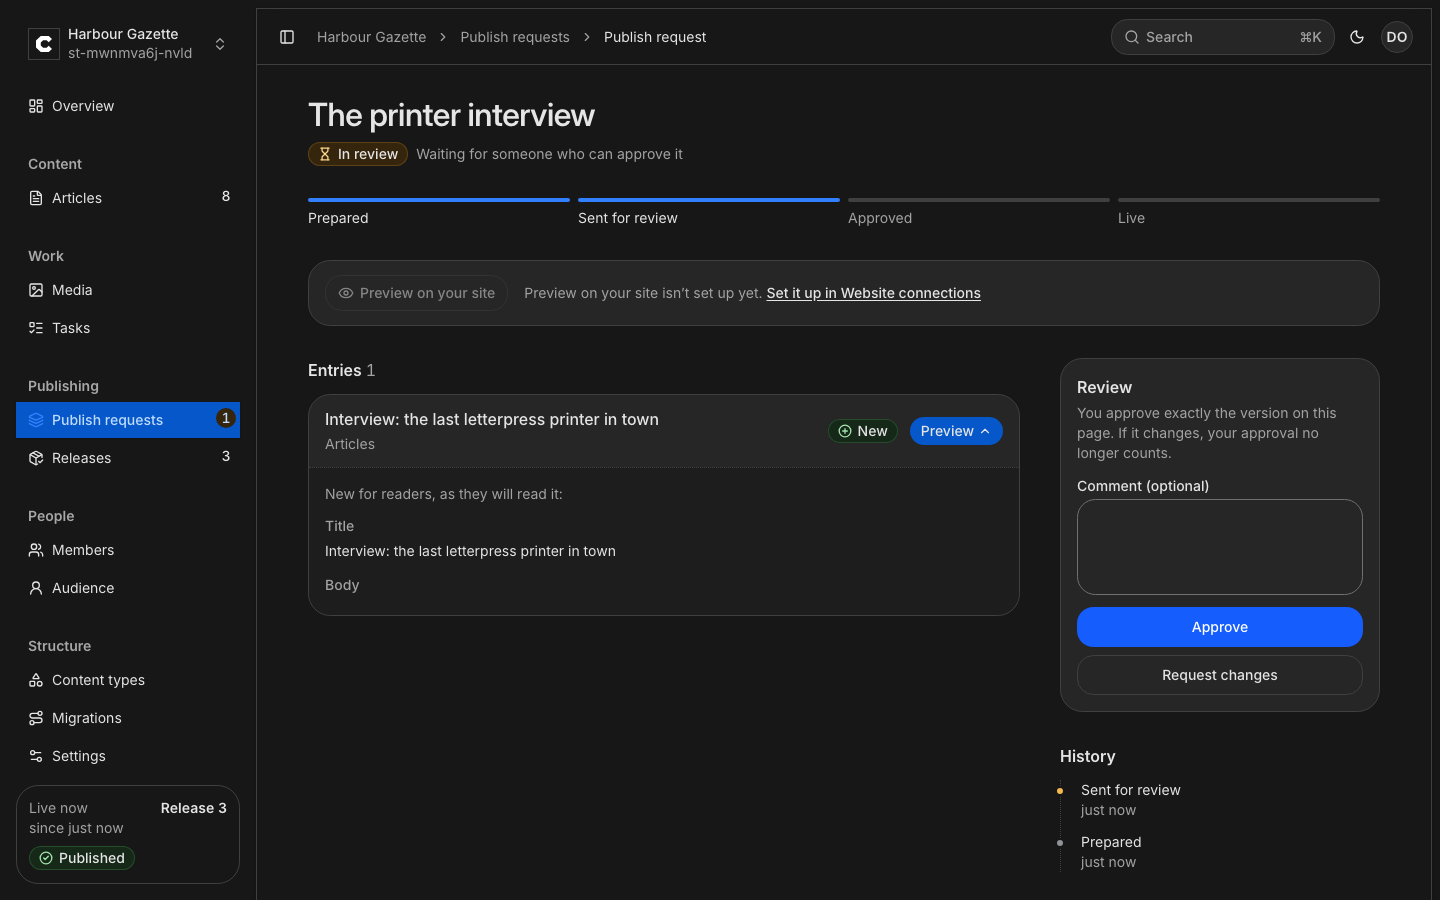 Harbour Gazette
st-mwnmva6j-nvld
Overview
Content
Articles 8
Work
Media
Tasks
Publishing
Publish requests 1
Releases 3
People
Members
Audience
Structure
Content types
Migrations
Settings
Live now Release 3
since just now
Published
Harbour Gazette > Publish requests > Publish request
Search ⌘K
DO
The printer interview
In review Waiting for someone who can approve it
Prepared Sent for review Approved Live
Preview on your site Preview on your site isn’t set up yet. Set it up in Website connections
Entries 1
Interview: the last letterpress printer in town
Articles
New Preview
New for readers, as they will read it:
Title
Interview: the last letterpress printer in town
Body
Review
You approve exactly the version on this
page. If it changes, your approval no
longer counts.
Comment (optional)
Approve
Request changes
History
Sent for review
just now
Prepared
just now